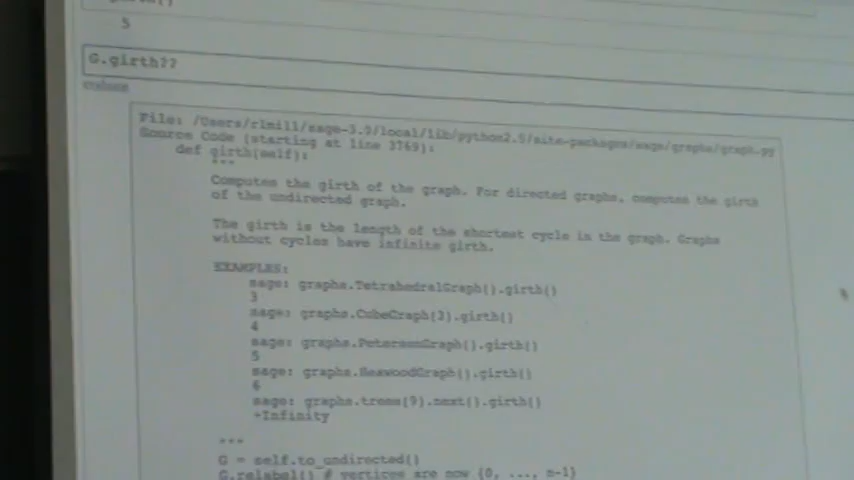 5
G.girth??
File: /Users/rlmill/sage-3.0/local/lib/python2.5/site-packages/sage/graphs/graph.py
Source Code (starting at line 3769):
def girth(self):
"""
Computes the girth of the graph. For directed graphs, computes the girth
of the undirected graph.
The girth is the length of the shortest cycle in the graph. Graphs
without cycles have infinite girth.
EXAMPLES:
sage: graphs.TetrahedralGraph().girth()
3
sage: graphs.CubeGraph(3).girth()
4
sage: graphs.PetersenGraph().girth()
5
sage: graphs.HeawoodGraph().girth()
6
sage: graphs.trees(9).next().girth()
+Infinity
"""
G = self.to_undirected()
G.relabel() # vertices are now {0, ..., n-1}